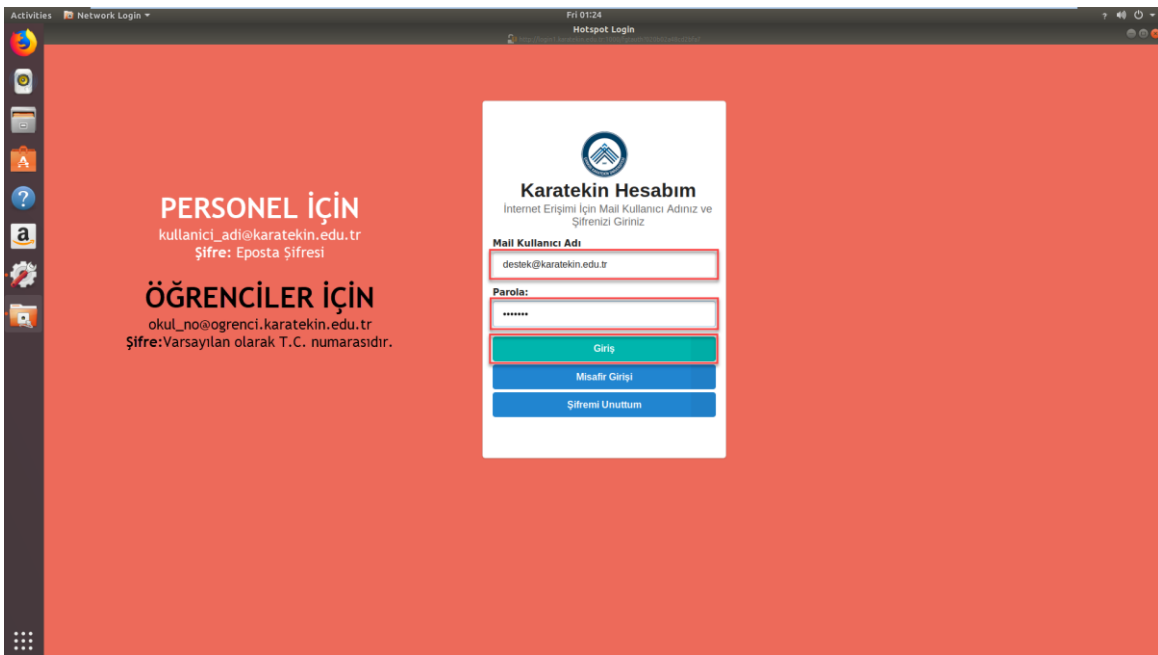 Activities Network Login Fri 01:24
Hotspot Login
PERSONEL İÇİN
kullanici_adi@karatekin.edu.tr
Şifre: Eposta Şifresi
ÖĞRENCİLER İÇİN
okul_no@ogrenci.karatekin.edu.tr
Şifre:Varsayılan olarak T.C. numarasıdır.
Karatekin Hesabım
İnternet Erişimi İçin Mail Kullanıcı Adınız ve
Şifrenizi Giriniz
Mail Kullanıcı Adı
destek@karatekin.edu.tr
Parola:
•••••••
Giriş
Misafir Girişi
Şifremi Unuttum